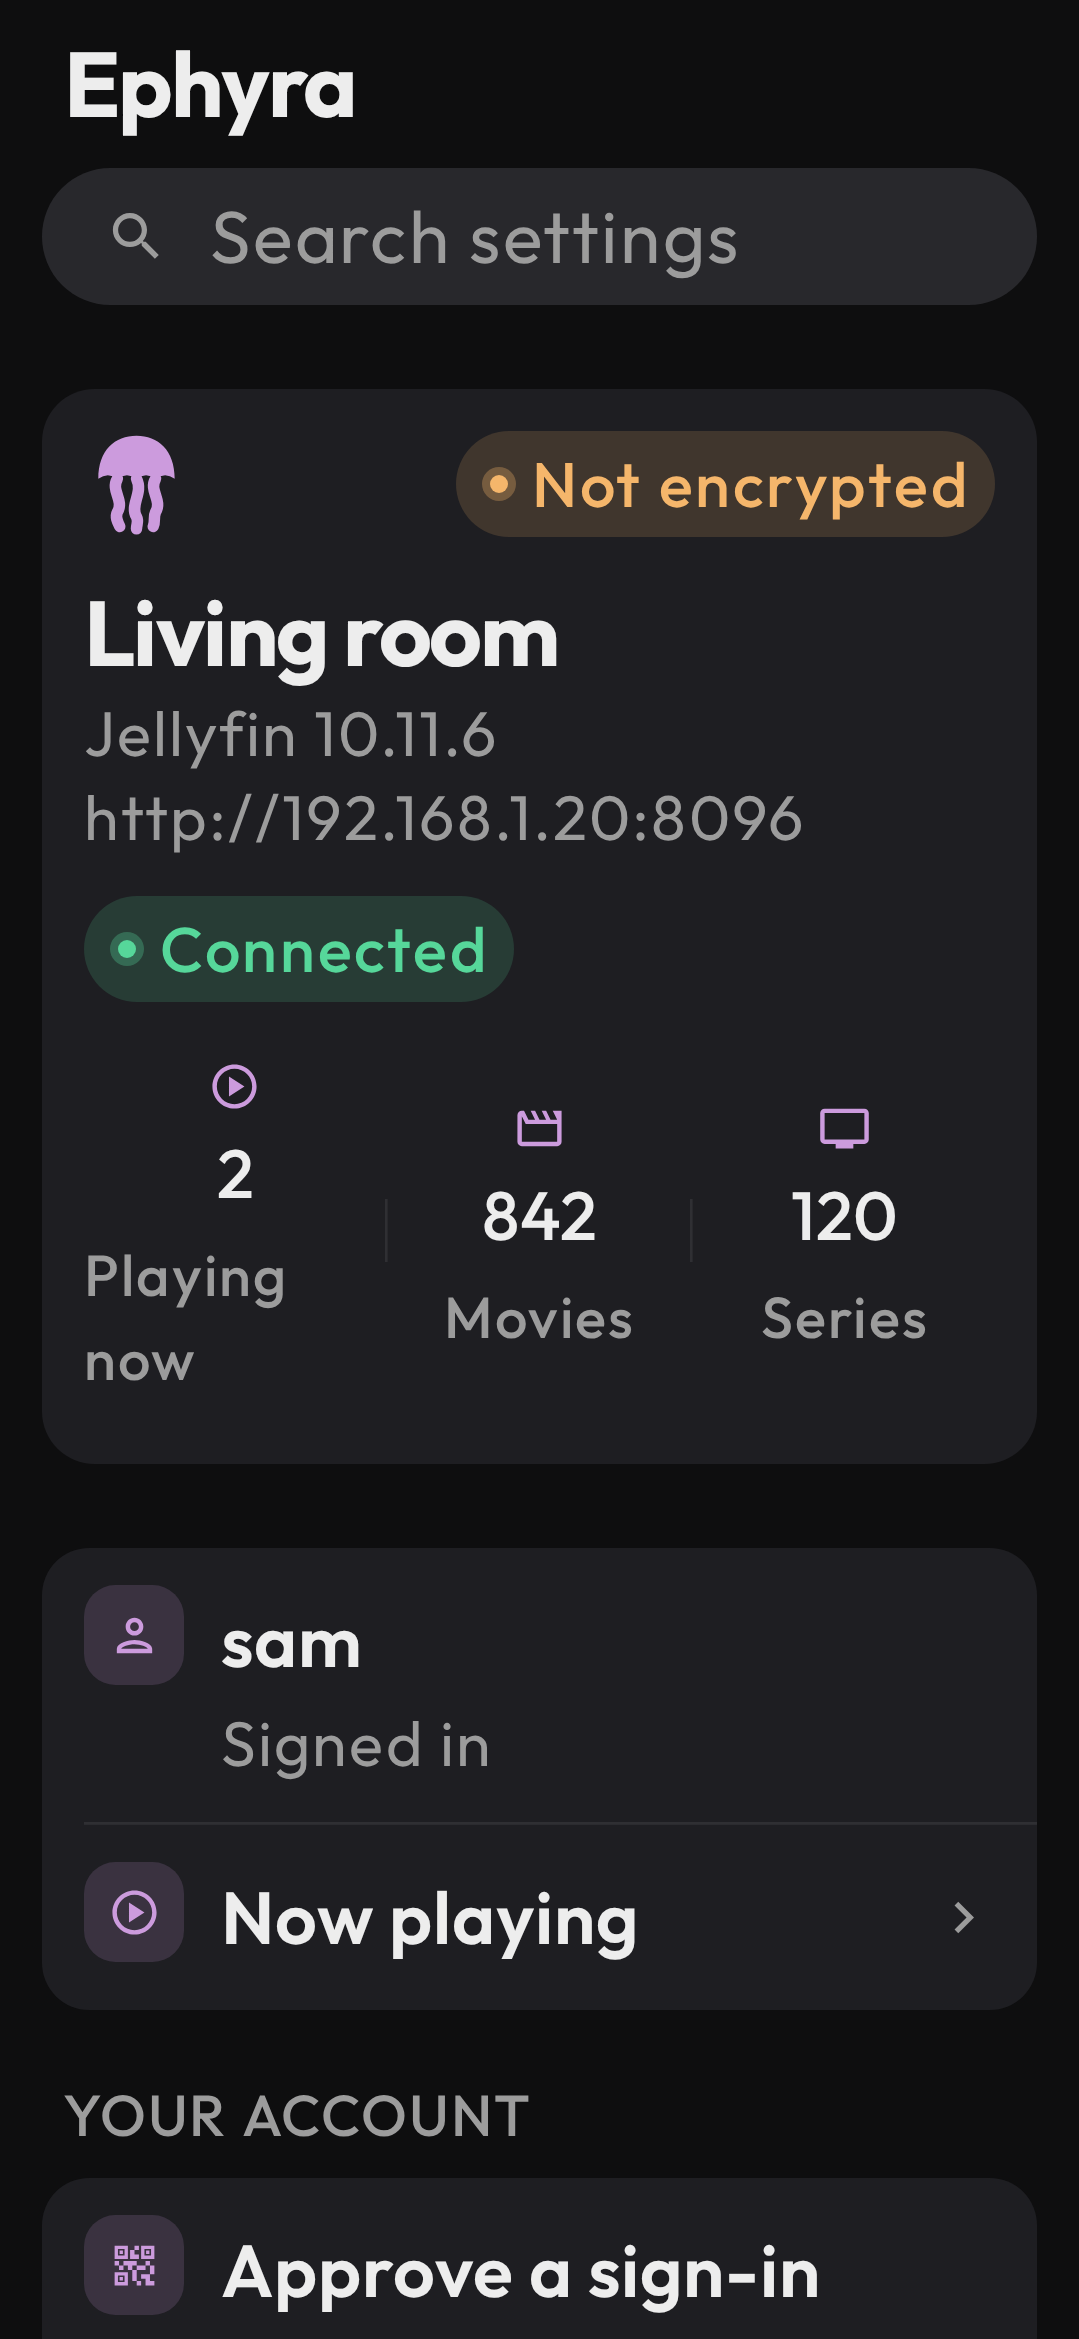 Ephyra
Search settings
Not encrypted
Living room
Jellyfin 10.11.6
http://192.168.1.20:8096
Connected
2
Playing
now
842
Movies
120
Series
sam
Signed in
Now playing
YOUR ACCOUNT
Approve a sign-in